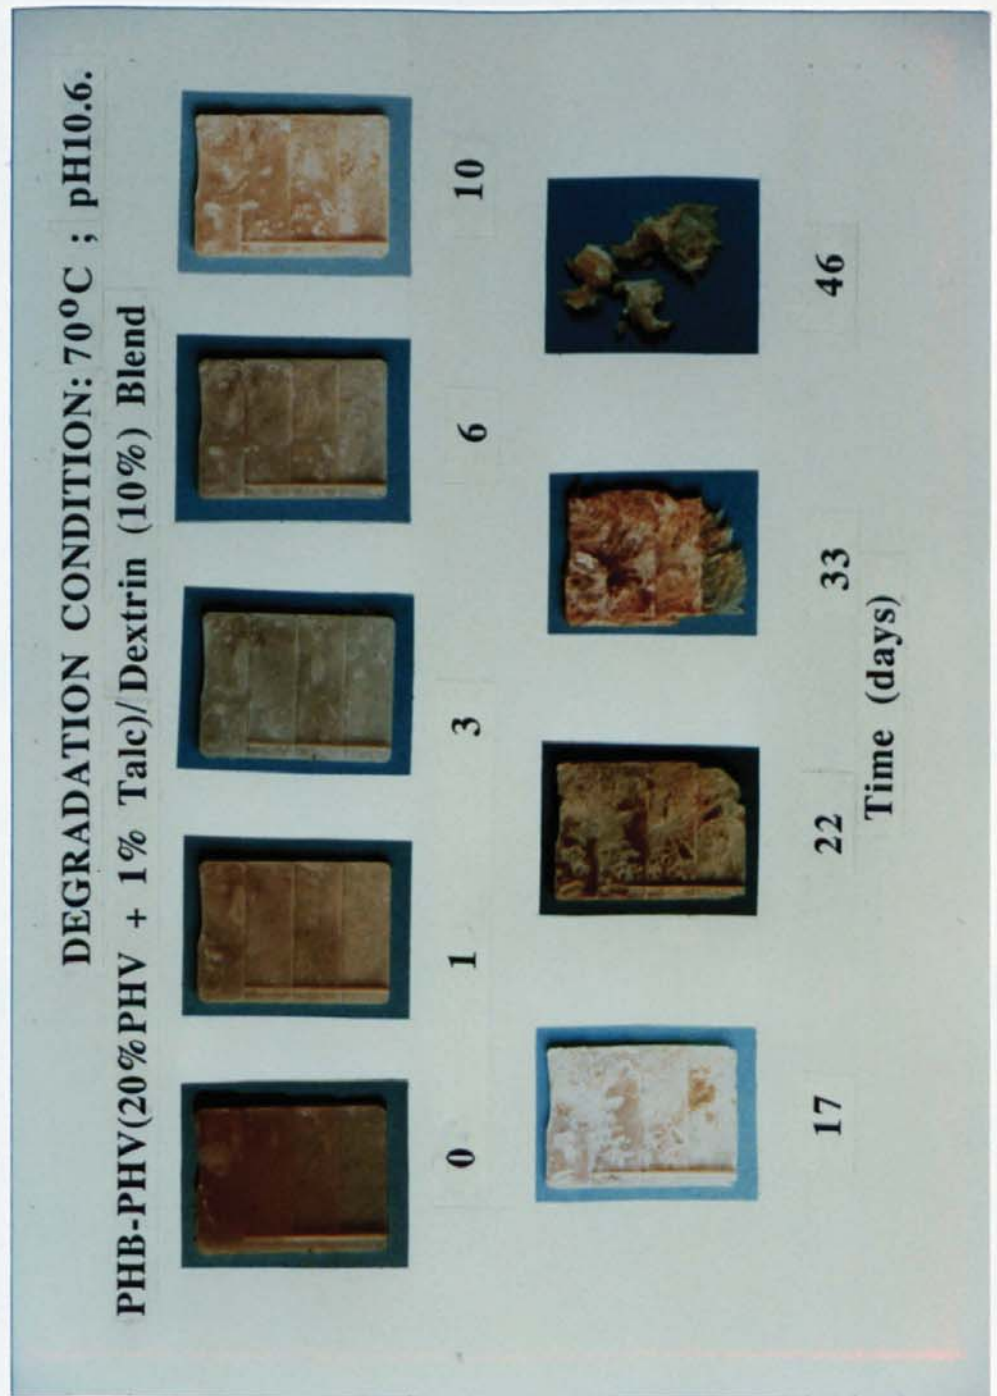 DEGRADATION CONDITION: 70°C ; pH10.6.
PHB-PHV(20%PHV + 1% Talc)/Dextrin (10%) Blend
0 1 3 6 10
17 22 33 46
Time (days)